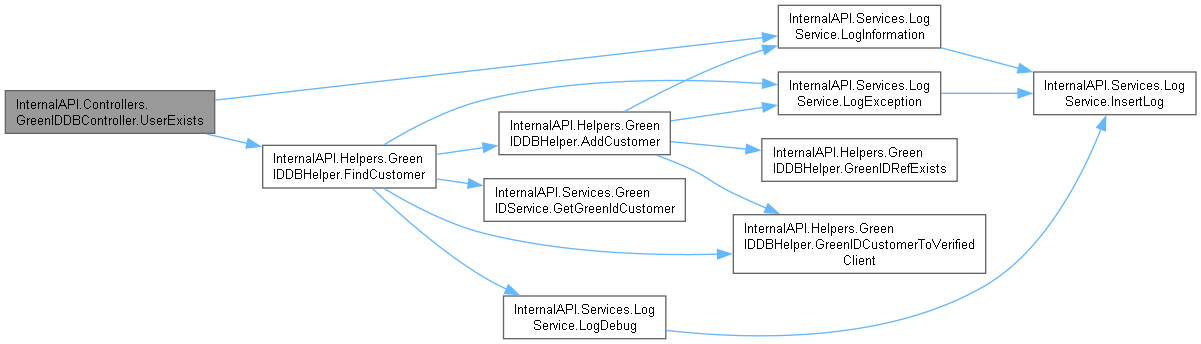 InternalAPI.Controllers.
GreenIDDBController.UserExists
InternalAPI.Helpers.Green
IDDBHelper.FindCustomer
InternalAPI.Helpers.Green
IDDBHelper.AddCustomer
InternalAPI.Services.Green
IDService.GetGreenIdCustomer
InternalAPI.Services.Log
Service.LogDebug
InternalAPI.Services.Log
Service.LogInformation
InternalAPI.Services.Log
Service.LogException
InternalAPI.Helpers.Green
IDDBHelper.GreenIDRefExists
InternalAPI.Helpers.Green
IDDBHelper.GreenIDCustomerToVerified
Client
InternalAPI.Services.Log
Service.InsertLog